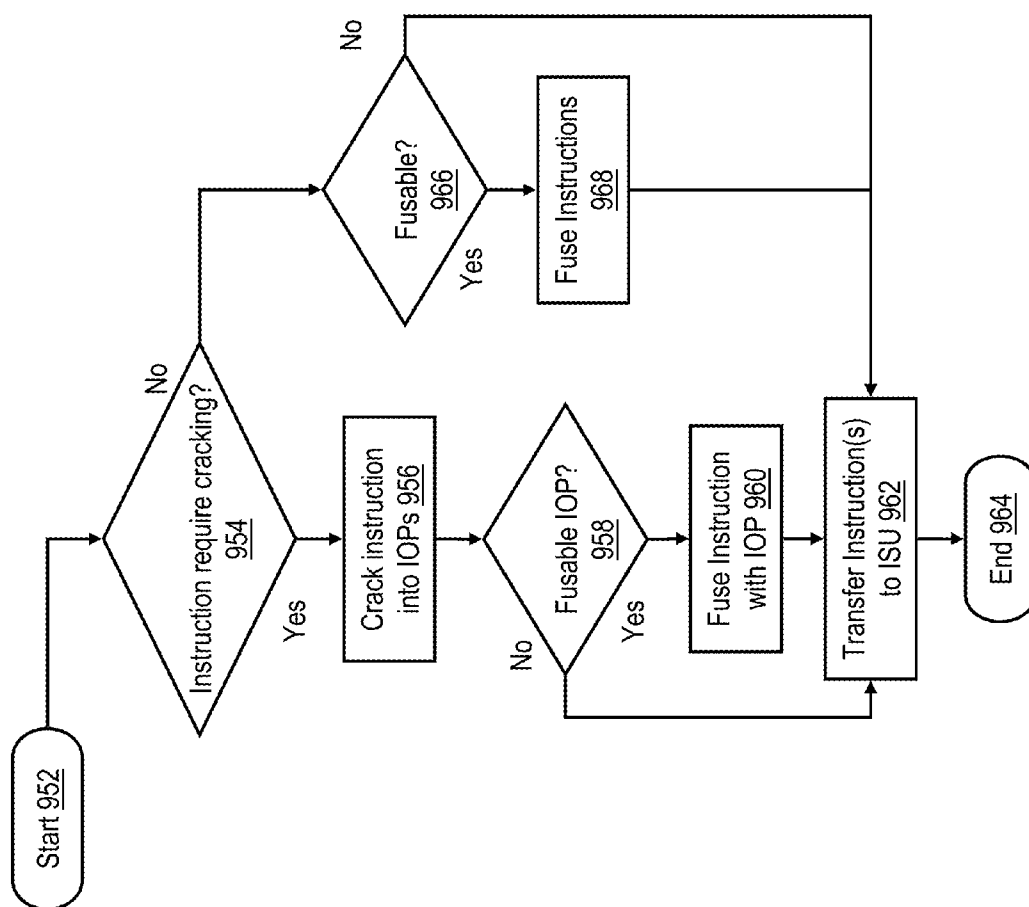 Start 952
Instruction require cracking?
954
No
Yes
Crack instruction
into IOPs 956
Fusable IOP?
958
No
Yes
Fuse Instruction
with IOP 960
Transfer Instruction(s)
to ISU 962
End 964
Fusable?
966
No
Yes
Fuse Instructions
968